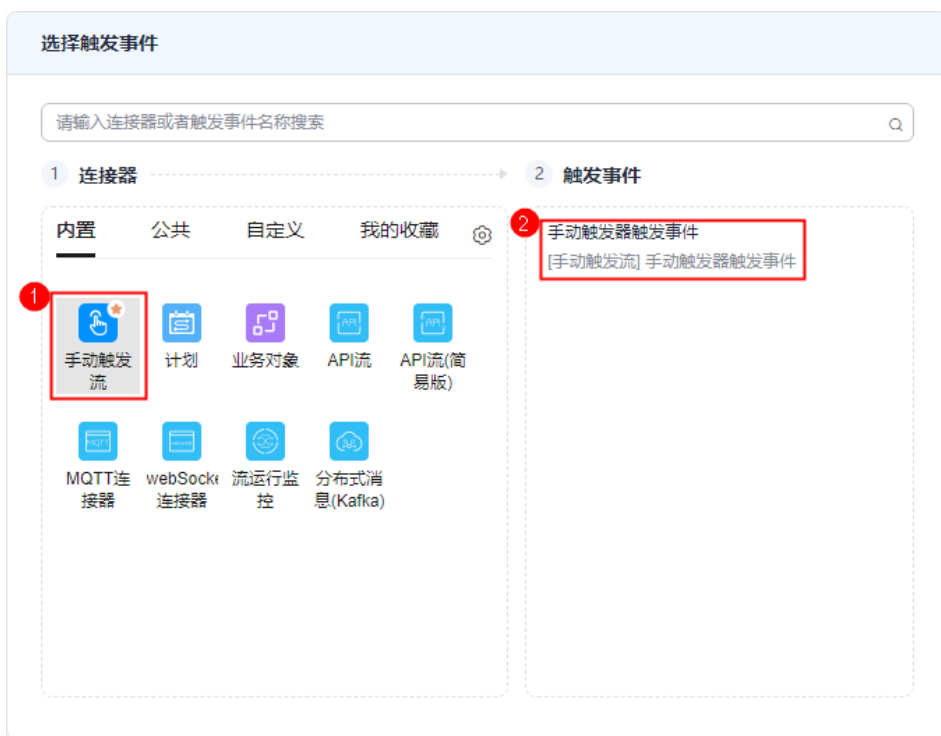 选择触发事件
请输入连接器或者触发事件名称搜索
1 连接器
2 触发事件
内置 公共 自定义 我的收藏
2
手动触发器触发事件
[手动触发流] 手动触发器触发事件
1
手动触发 计划 业务对象 API流 API流(简
流 易版)
MQTT连 webSocke 流运行监 分布式消
接器 连接器 控 息(Kafka)